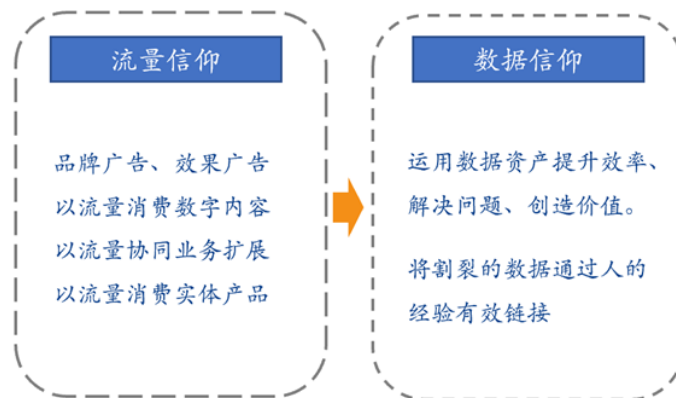 流量信仰
品牌广告、效果广告
以流量消费数字内容
以流量协同业务扩展
以流量消费实体产品
数据信仰
运用数据资产提升效率、
解决问题、创造价值。
将割裂的数据通过人的
经验有效链接